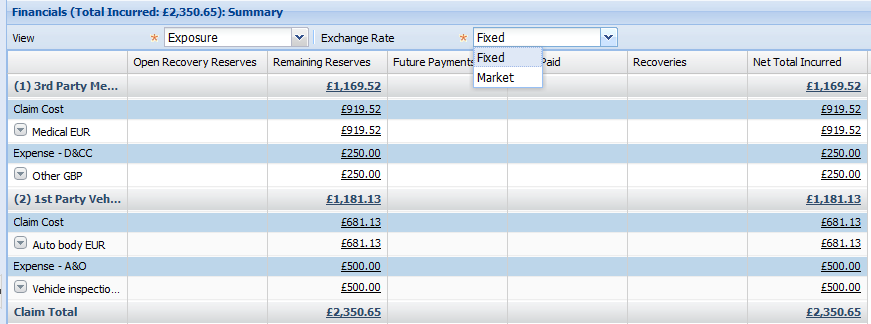 Financials (Total Incurred: £2,350.65): Summary
View * Exposure Exchange Rate * Fixed
Fixed
Market
Open Recovery Reserves Remaining Reserves Future Payments Paid Recoveries Net Total Incurred
(1) 3rd Party Me... £1,169.52 £1,169.52
Claim Cost £919.52 £919.52
Medical EUR £919.52 £919.52
Expense - D&CC £250.00 £250.00
Other GBP £250.00 £250.00
(2) 1st Party Veh... £1,181.13 £1,181.13
Claim Cost £681.13 £681.13
Auto body EUR £681.13 £681.13
Expense - A&O £500.00 £500.00
Vehicle inspectio... £500.00 £500.00
Claim Total £2,350.65 £2,350.65